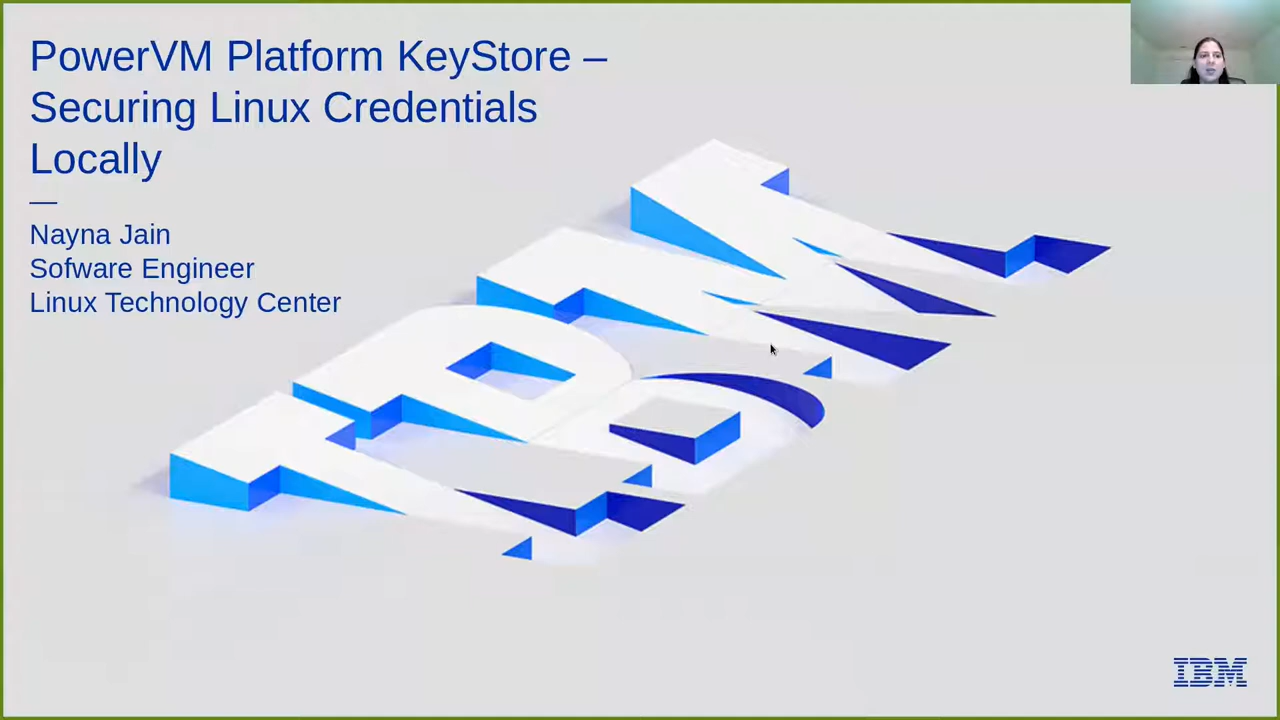 PowerVM Platform KeyStore –
Securing Linux Credentials
Locally
—
Nayna Jain
Sofware Engineer
Linux Technology Center
IBM
IBM